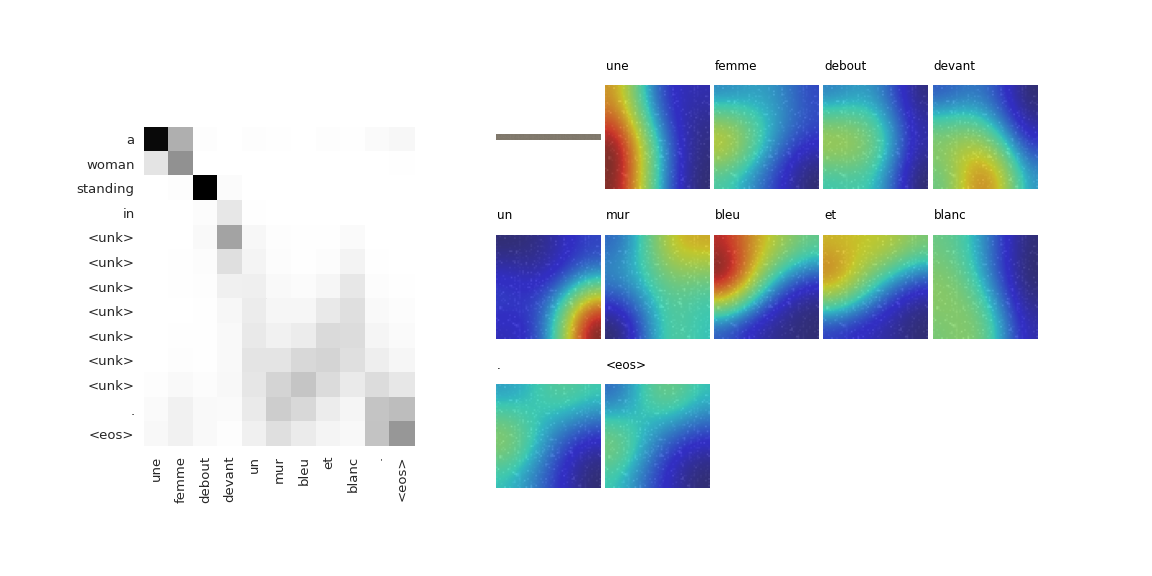 a
woman
standing
in
<unk>
<unk>
<unk>
<unk>
<unk>
<unk>
<unk>
.
<eos>
une femme debout devant un mur bleu et blanc . <eos>
une femme debout devant
un mur bleu et blanc
. <eos>